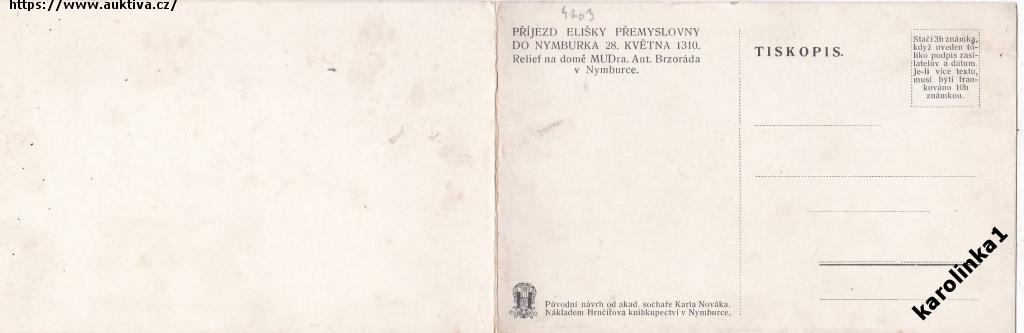 https://www.auktiva.cz/
4203
PŘÍJEZD ELIŠKY PŘEMYSLOVNY
DO NYMBURKA 28. KVĚTNA 1310.
Relief na domě MUDra. Ant. Brzoráda
v Nymburce.
TISKOPIS.
Stačí 3h známka,
když uveden to-
liko podpis zasí-
latelův a datum.
Je-li více textu,
musí býti fran-
kováno 10h
známkou.
Původní návrh od akad. sochaře Karla Nováka.
Nákladem Hrnčířova knihkupectví v Nymburce.
karolinka1